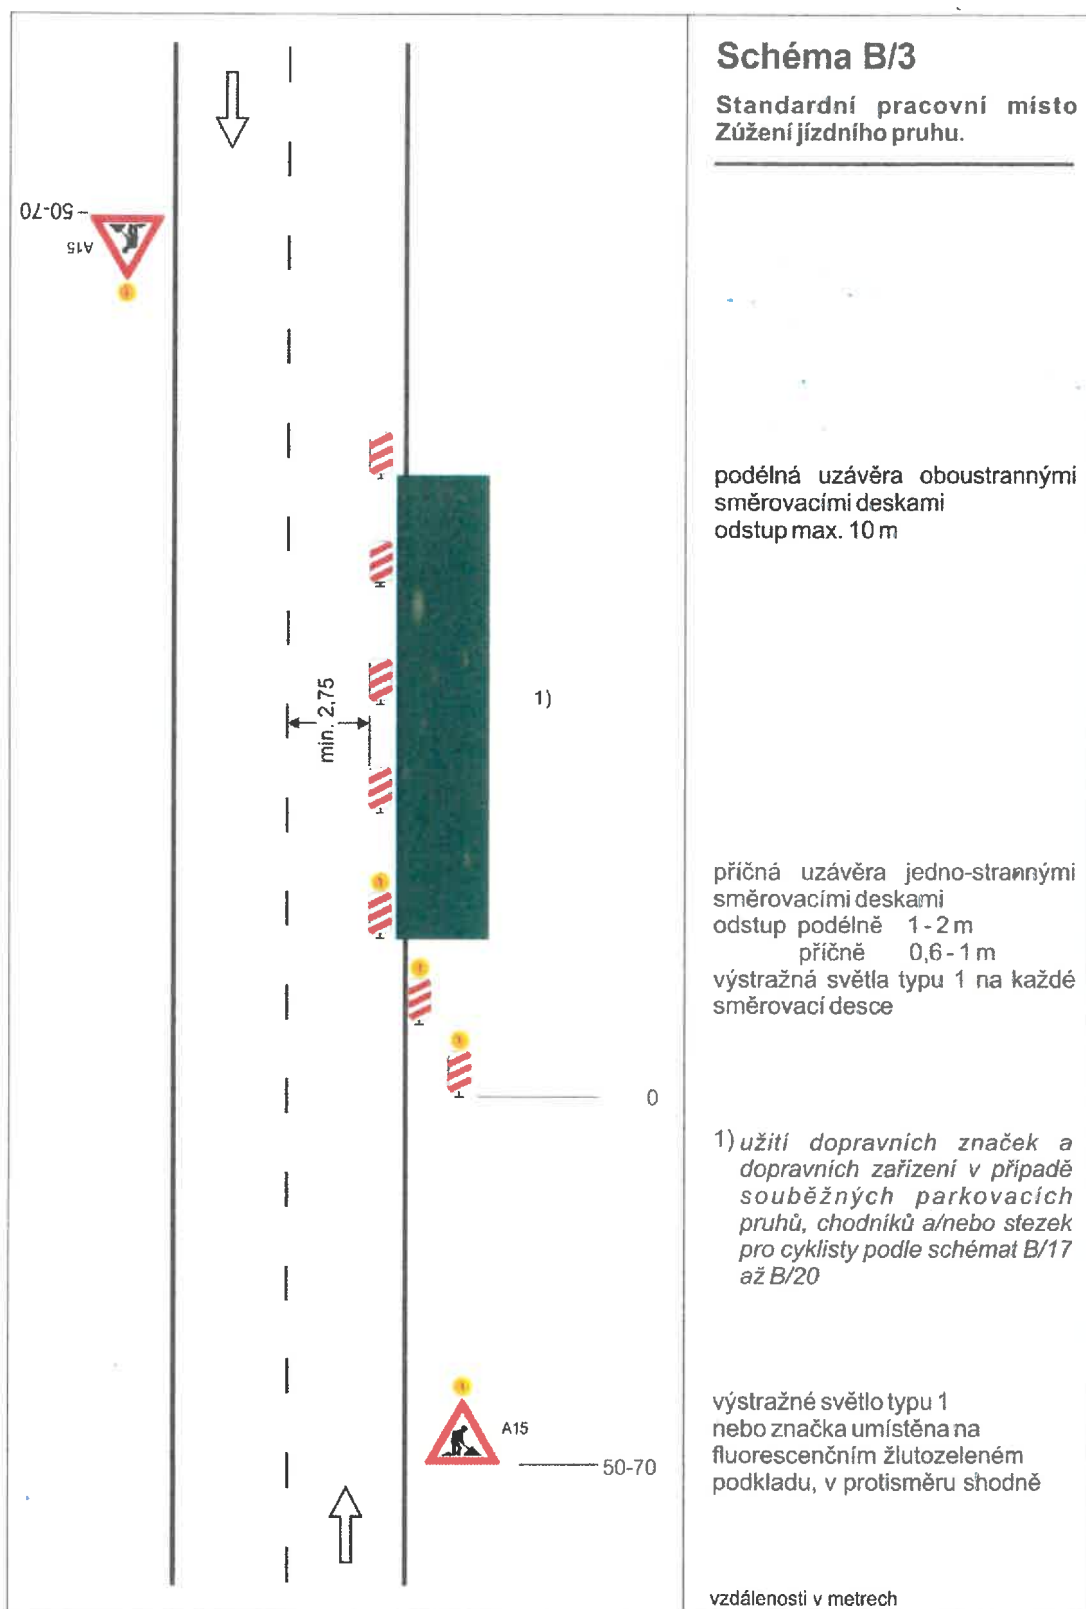 Schéma B/3
Standardní pracovní místo
Zúžení jízdního pruhu.
50-70
A15
podélná uzávěra oboustrannými
směrovacími deskami
odstup max. 10 m
min. 2,75
1)
příčná uzávěra jedno-strannými
směrovacími deskami
odstup podélně 1-2 m
příčně 0,6-1 m
výstražná světla typu 1 na každé
směrovací desce
0
1) užití dopravních značek a
dopravních zařízení v případě
souběžných parkovacích
pruhů, chodníků a/nebo stezek
pro cyklisty podle schémat B/17
až B/20
A15
50-70
výstražné světlo typu 1
nebo značka umístěna na
fluorescenčním žlutozeleném
podkladu, v protisměru shodně
vzdálenosti v metrech